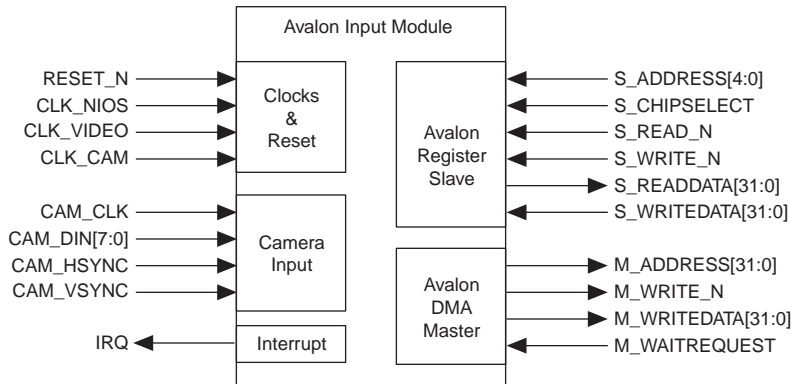 Avalon Input Module
RESET_N
CLK_NIOS
CLK_VIDEO
CLK_CAM
Clocks
&
Reset
CAM_CLK
CAM_DIN[7:0]
CAM_HSYNC
CAM_VSYNC
Camera
Input
IRQ
Interrupt
Avalon
Register
Slave
S_ADDRESS[4:0]
S_CHIPSELECT
S_READ_N
S_WRITE_N
S_READDATA[31:0]
S_WRITEDATA[31:0]
Avalon
DMA
Master
M_ADDRESS[31:0]
M_WRITE_N
M_WRITEDATA[31:0]
M_WAITREQUEST